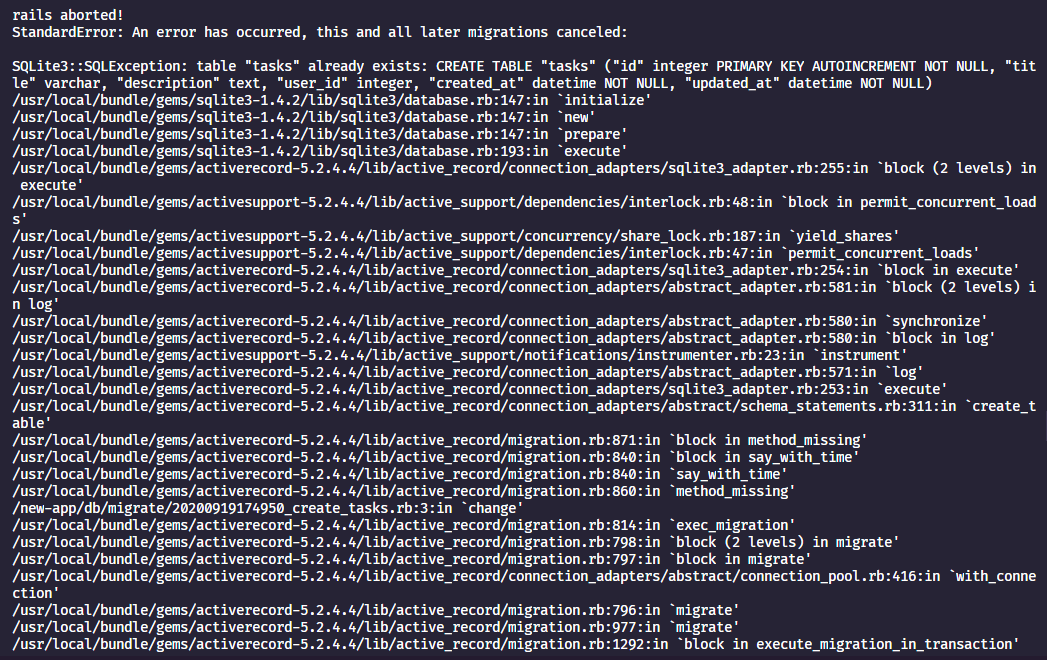 rails aborted!
StandardError: An error has occurred, this and all later migrations canceled:
SQLite3::SQLException: table "tasks" already exists: CREATE TABLE "tasks" ("id" integer PRIMARY KEY AUTOINCREMENT NOT NULL, "tit
le" varchar, "description" text, "user_id" integer, "created_at" datetime NOT NULL, "updated_at" datetime NOT NULL)
/usr/local/bundle/gems/sqlite3-1.4.2/lib/sqlite3/database.rb:147:in `initialize'
/usr/local/bundle/gems/sqlite3-1.4.2/lib/sqlite3/database.rb:147:in `new'
/usr/local/bundle/gems/sqlite3-1.4.2/lib/sqlite3/database.rb:147:in `prepare'
/usr/local/bundle/gems/sqlite3-1.4.2/lib/sqlite3/database.rb:193:in `execute'
/usr/local/bundle/gems/activerecord-5.2.4.4/lib/active_record/connection_adapters/sqlite3_adapter.rb:255:in `block (2 levels) in
 execute'
/usr/local/bundle/gems/activesupport-5.2.4.4/lib/active_support/dependencies/interlock.rb:48:in `block in permit_concurrent_load
s'
/usr/local/bundle/gems/activesupport-5.2.4.4/lib/active_support/concurrency/share_lock.rb:187:in `yield_shares'
/usr/local/bundle/gems/activesupport-5.2.4.4/lib/active_support/dependencies/interlock.rb:47:in `permit_concurrent_loads'
/usr/local/bundle/gems/activerecord-5.2.4.4/lib/active_record/connection_adapters/sqlite3_adapter.rb:254:in `block in execute'
/usr/local/bundle/gems/activerecord-5.2.4.4/lib/active_record/connection_adapters/abstract_adapter.rb:581:in `block (2 levels) i
n log'
/usr/local/bundle/gems/activerecord-5.2.4.4/lib/active_record/connection_adapters/abstract_adapter.rb:580:in `synchronize'
/usr/local/bundle/gems/activerecord-5.2.4.4/lib/active_record/connection_adapters/abstract_adapter.rb:580:in `block in log'
/usr/local/bundle/gems/activesupport-5.2.4.4/lib/active_support/notifications/instrumenter.rb:23:in `instrument'
/usr/local/bundle/gems/activerecord-5.2.4.4/lib/active_record/connection_adapters/abstract_adapter.rb:571:in `log'
/usr/local/bundle/gems/activerecord-5.2.4.4/lib/active_record/connection_adapters/sqlite3_adapter.rb:253:in `execute'
/usr/local/bundle/gems/activerecord-5.2.4.4/lib/active_record/connection_adapters/abstract/schema_statements.rb:311:in `create_t
able'
/usr/local/bundle/gems/activerecord-5.2.4.4/lib/active_record/migration.rb:871:in `block in method_missing'
/usr/local/bundle/gems/activerecord-5.2.4.4/lib/active_record/migration.rb:840:in `block in say_with_time'
/usr/local/bundle/gems/activerecord-5.2.4.4/lib/active_record/migration.rb:840:in `say_with_time'
/usr/local/bundle/gems/activerecord-5.2.4.4/lib/active_record/migration.rb:860:in `method_missing'
/new-app/db/migrate/20200919174950_create_tasks.rb:3:in `change'
/usr/local/bundle/gems/activerecord-5.2.4.4/lib/active_record/migration.rb:814:in `exec_migration'
/usr/local/bundle/gems/activerecord-5.2.4.4/lib/active_record/migration.rb:798:in `block (2 levels) in migrate'
/usr/local/bundle/gems/activerecord-5.2.4.4/lib/active_record/migration.rb:797:in `block in migrate'
/usr/local/bundle/gems/activerecord-5.2.4.4/lib/active_record/connection_adapters/abstract/connection_pool.rb:416:in `with_conne
ction'
/usr/local/bundle/gems/activerecord-5.2.4.4/lib/active_record/migration.rb:796:in `migrate'
/usr/local/bundle/gems/activerecord-5.2.4.4/lib/active_record/migration.rb:977:in `migrate'
/usr/local/bundle/gems/activerecord-5.2.4.4/lib/active_record/migration.rb:1292:in `block in execute_migration_in_transaction'